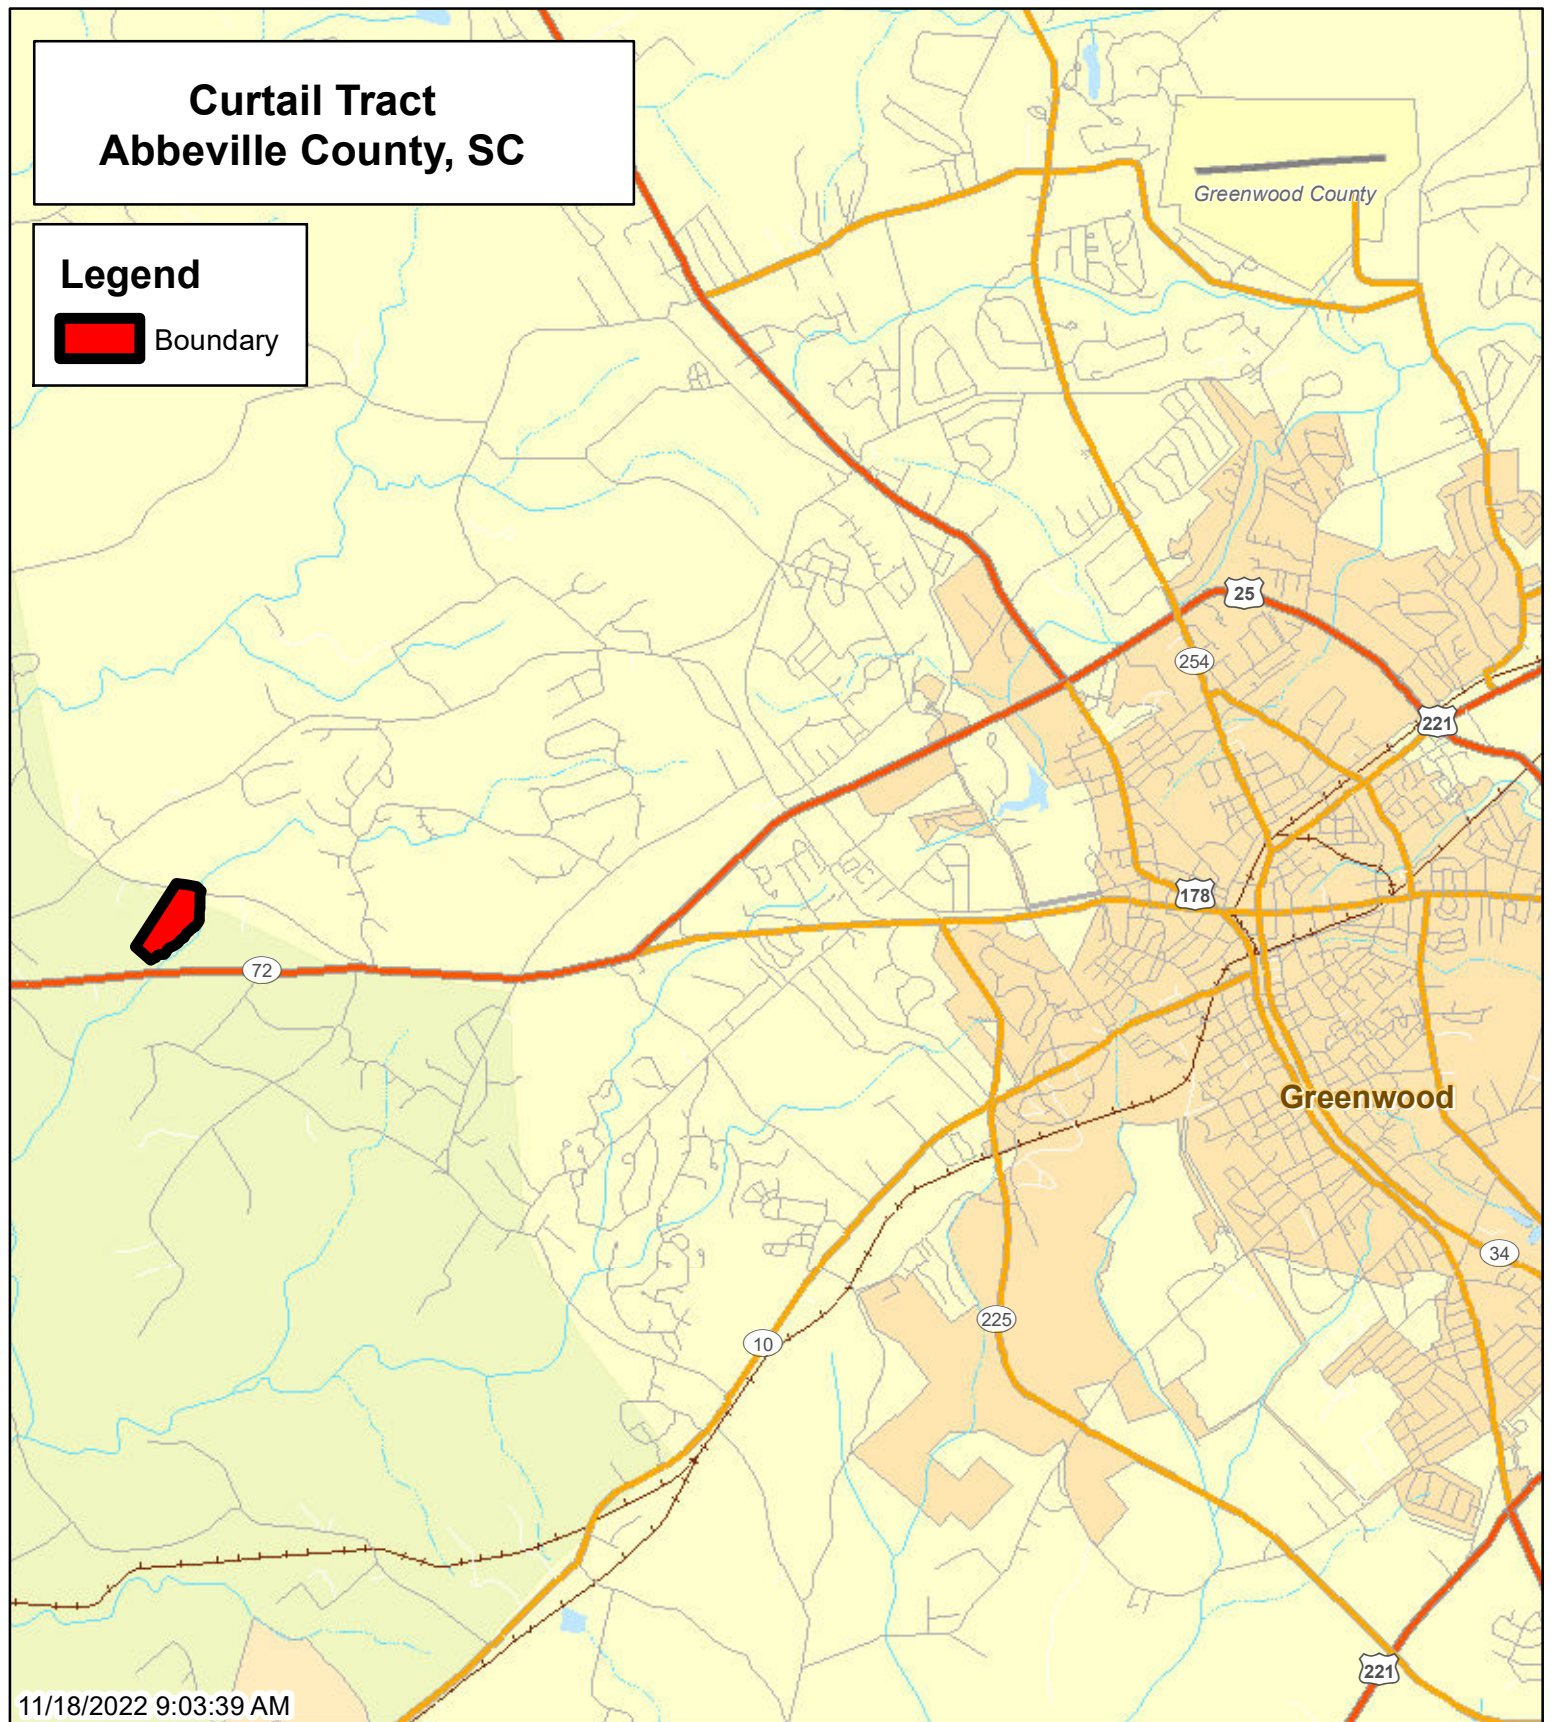 Curtail Tract
Abbeville County, SC
Legend
Boundary
Greenwood County
25
254
221
178
72
Greenwood
34
225
10
221
11/18/2022 9:03:39 AM